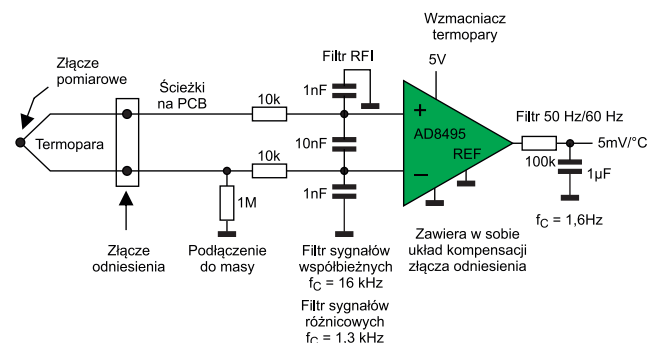 Złącze
pomiarowe
Termopara
Złącze
odniesienia
Ścieżki
na PCB
10k
10k
1M
Podłączenie
do masy
Filtr RFI
1nF
10nF
1nF
Filtr sygnałów
współbieżnych
fC = 16 kHz
Filtr sygnałów
różnicowych
fC = 1,3 kHz
Wzmacniacz
termopary
5V
+
AD8495
REF
−
Zawiera w sobie
układ kompensacji
złącza odniesienia
Filtr 50 Hz/60 Hz
100k
5mV/°C
1µF
fC = 1,6Hz